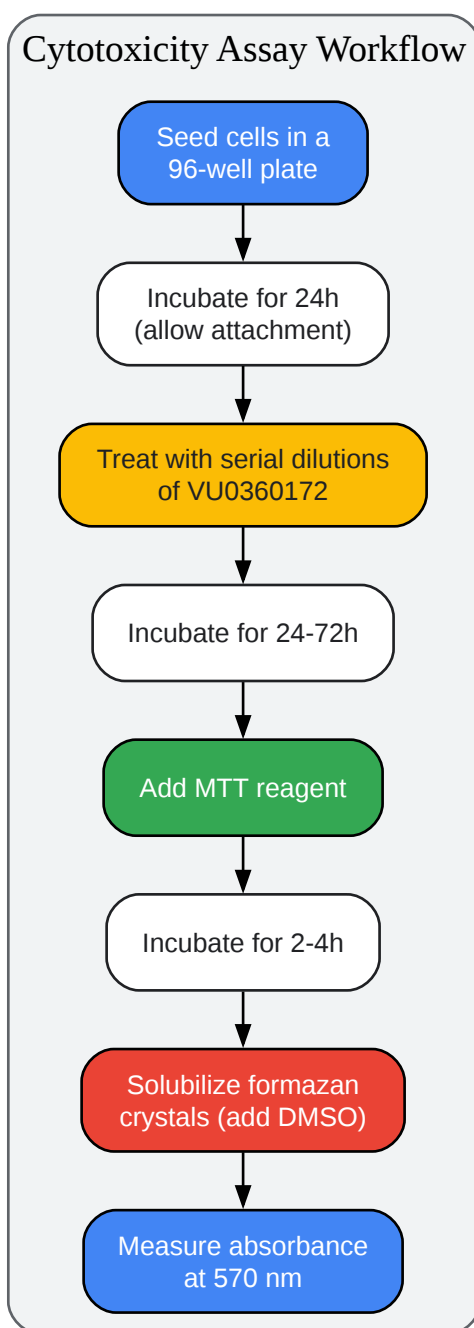 Cytotoxicity Assay Workflow
Seed cells in a
96-well plate
Incubate for 24h
(allow attachment)
Treat with serial dilutions
of VU0360172
Incubate for 24-72h
Add MTT reagent
Incubate for 2-4h
Solubilize formazan
crystals (add DMSO)
Measure absorbance
at 570 nm